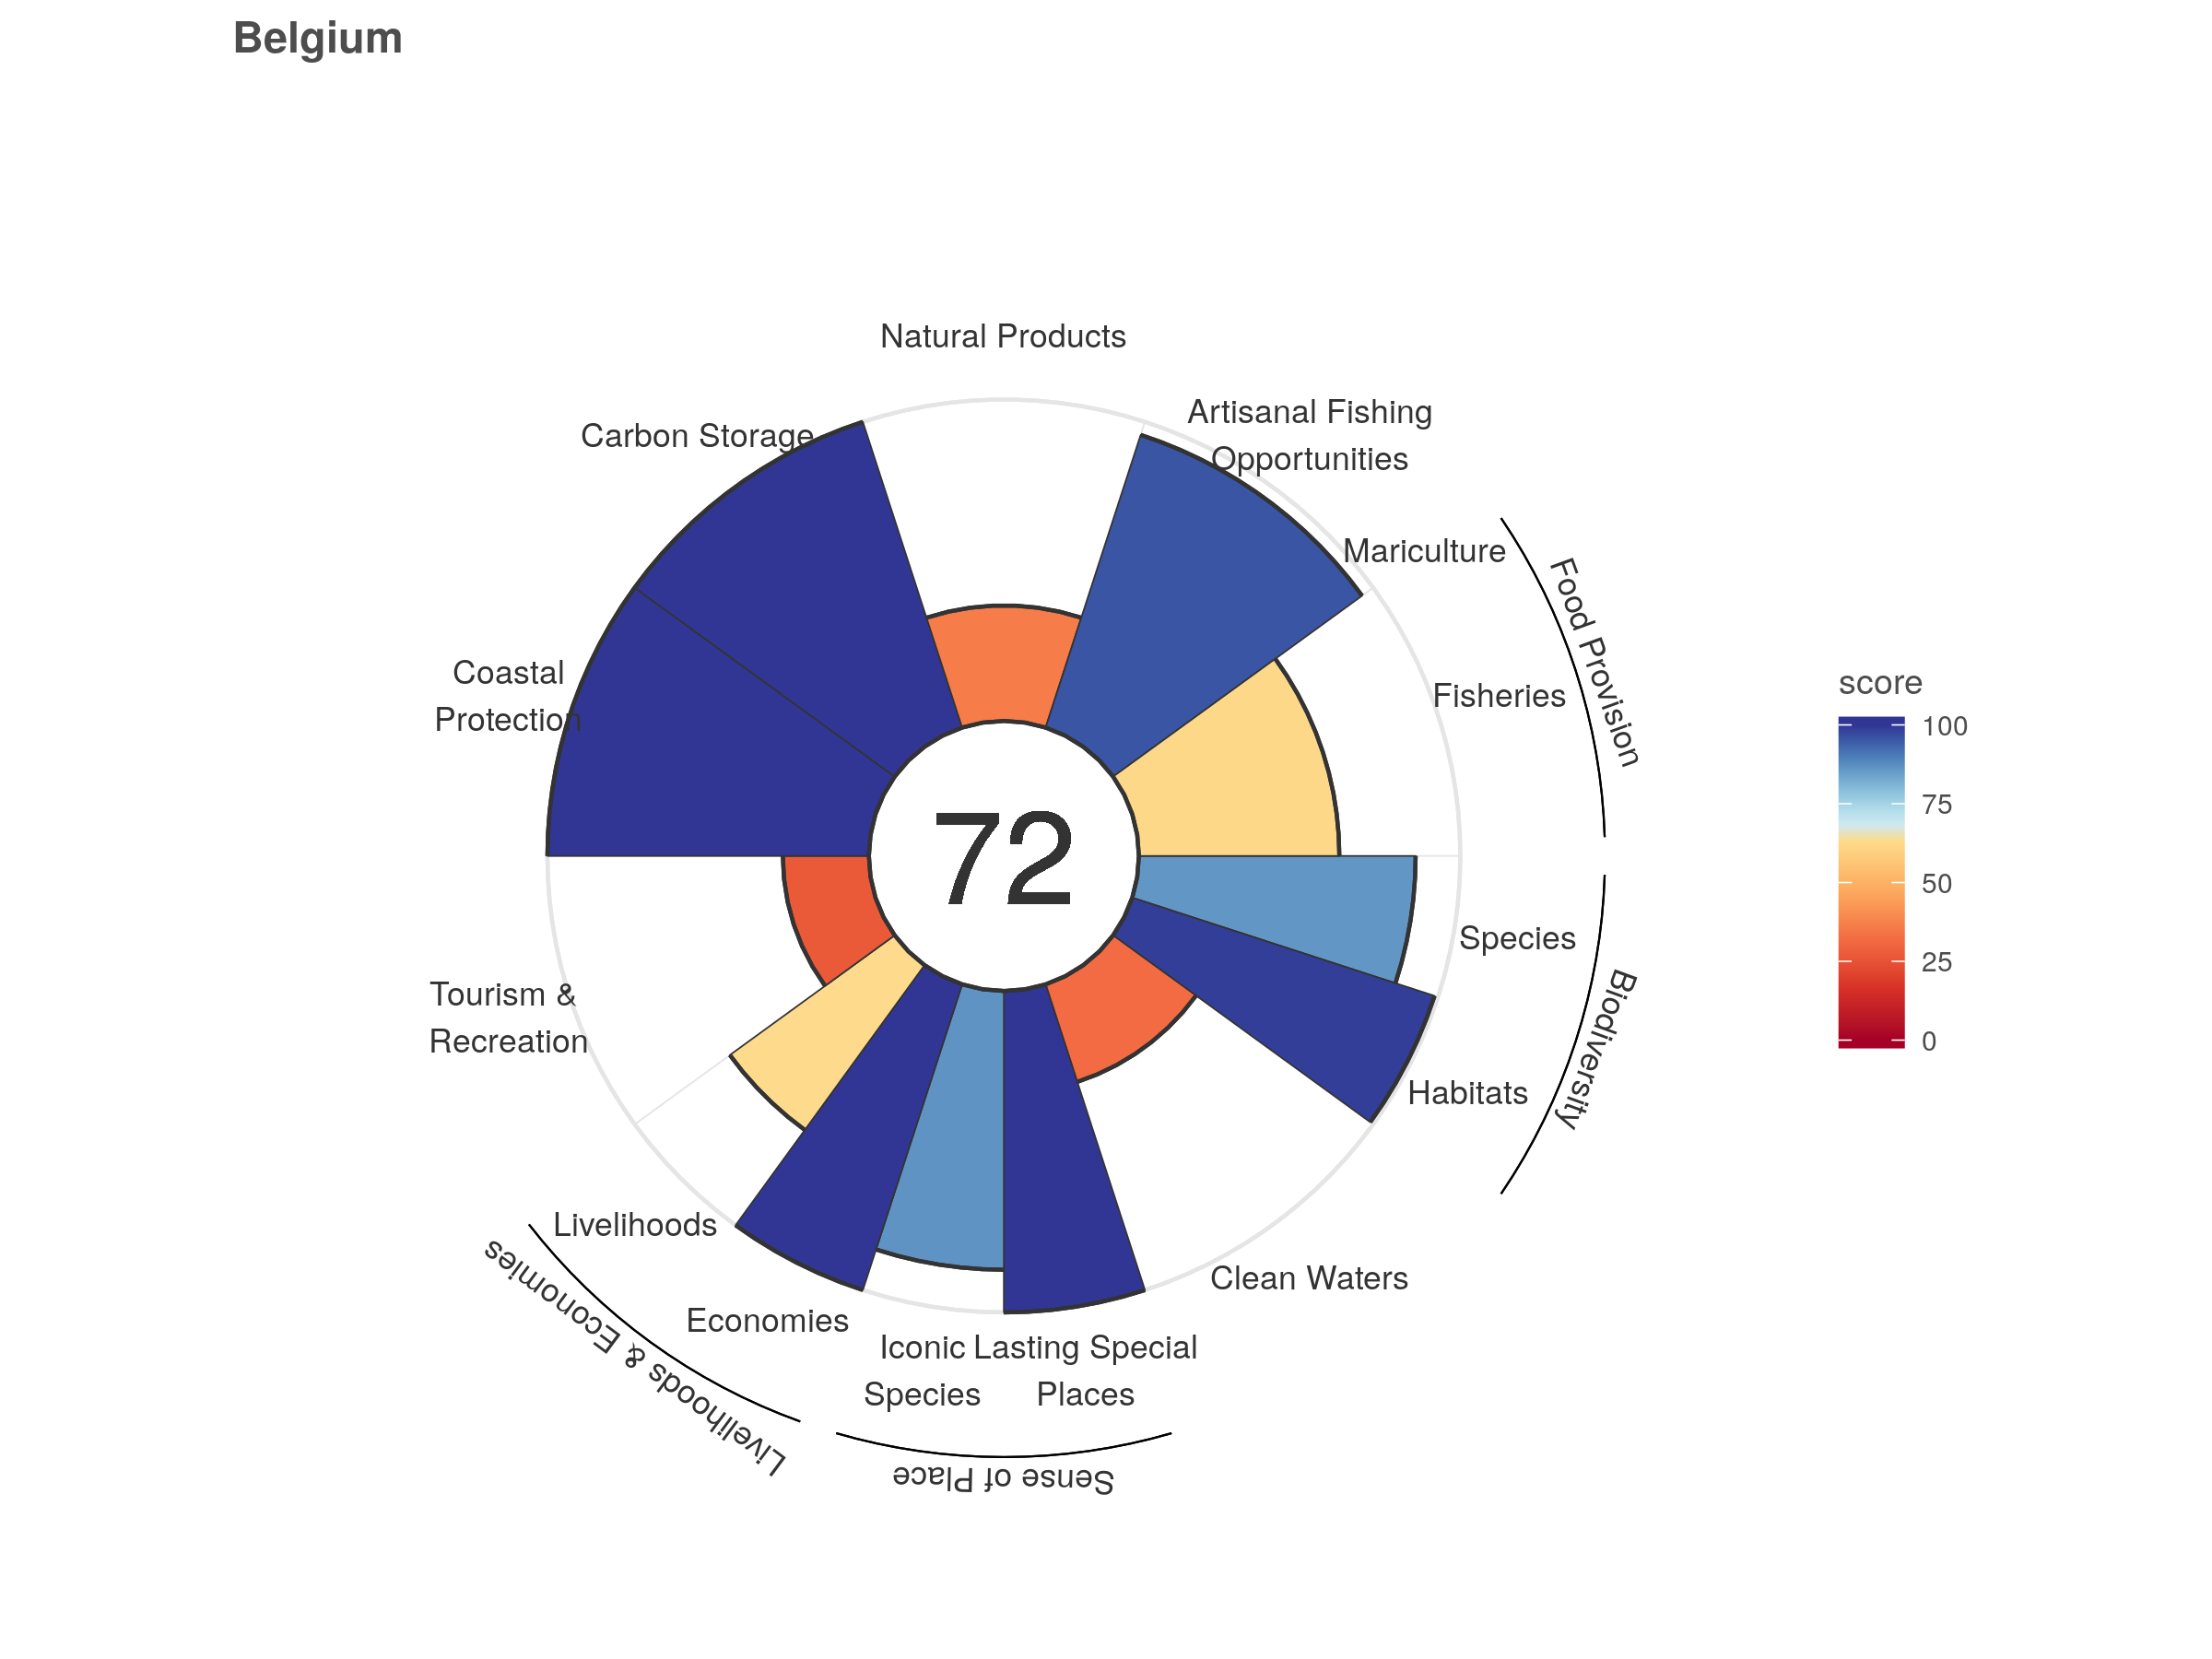 Belgium
Natural Products
Artisanal Fishing
Opportunities
Carbon Storage
Mariculture
Food Provision
Fisheries
Coastal
Protection
score
100
75
50
25
0
72
Species
Biodiversity
Habitats
Tourism &
Recreation
Livelihoods
Livelihoods & Economies
Clean Waters
Economies
Iconic
Species
Lasting Special
Places
Sense of Place